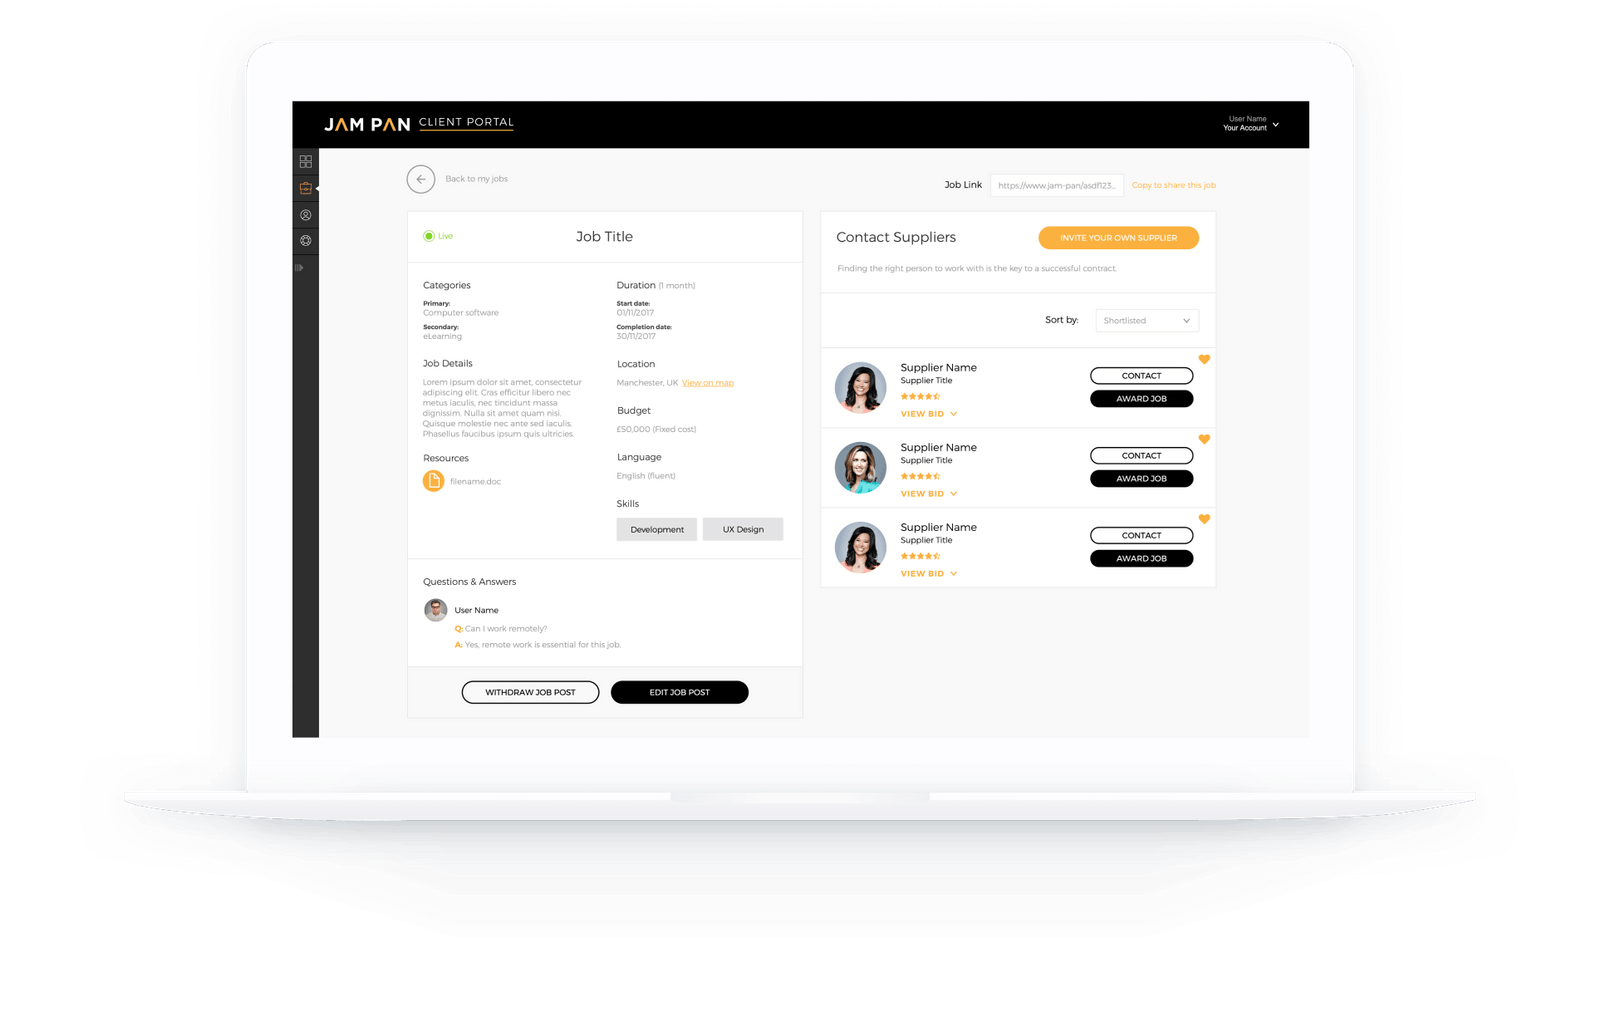 JAM PAN CLIENT PORTAL
User Name
Your Account
Back to my jobs
Job Link https://www.jam-pan/asdf123... Copy to share this job
Live
Job Title
Categories
Primary:
Computer software
Secondary:
eLearning
Job Details
Lorem ipsum dolor sit amet, consectetur
adipiscing elit. Cras efficitur libero nec
metus iaculis, nec tincidunt massa
dignissim. Nulla sit amet quam nisi.
Quisque molestie nec ante sed iaculis.
Phasellus faucibus ipsum quis ultricies.
Resources
filename.doc
Duration (1 month)
Start date:
01/11/2017
Completion date:
30/11/2017
Location
Manchester, UK View on map
Budget
£50,000 (Fixed cost)
Language
English (fluent)
Skills
Development UX Design
Questions & Answers
User Name
Q: Can I work remotely?
A: Yes, remote work is essential for this job.
WITHDRAW JOB POST EDIT JOB POST
Contact Suppliers INVITE YOUR OWN SUPPLIER
Finding the right person to work with is the key to a successful contract.
Sort by: Shortlisted
Supplier Name
Supplier Title
VIEW BID
CONTACT
AWARD JOB
Supplier Name
Supplier Title
VIEW BID
CONTACT
AWARD JOB
Supplier Name
Supplier Title
VIEW BID
CONTACT
AWARD JOB